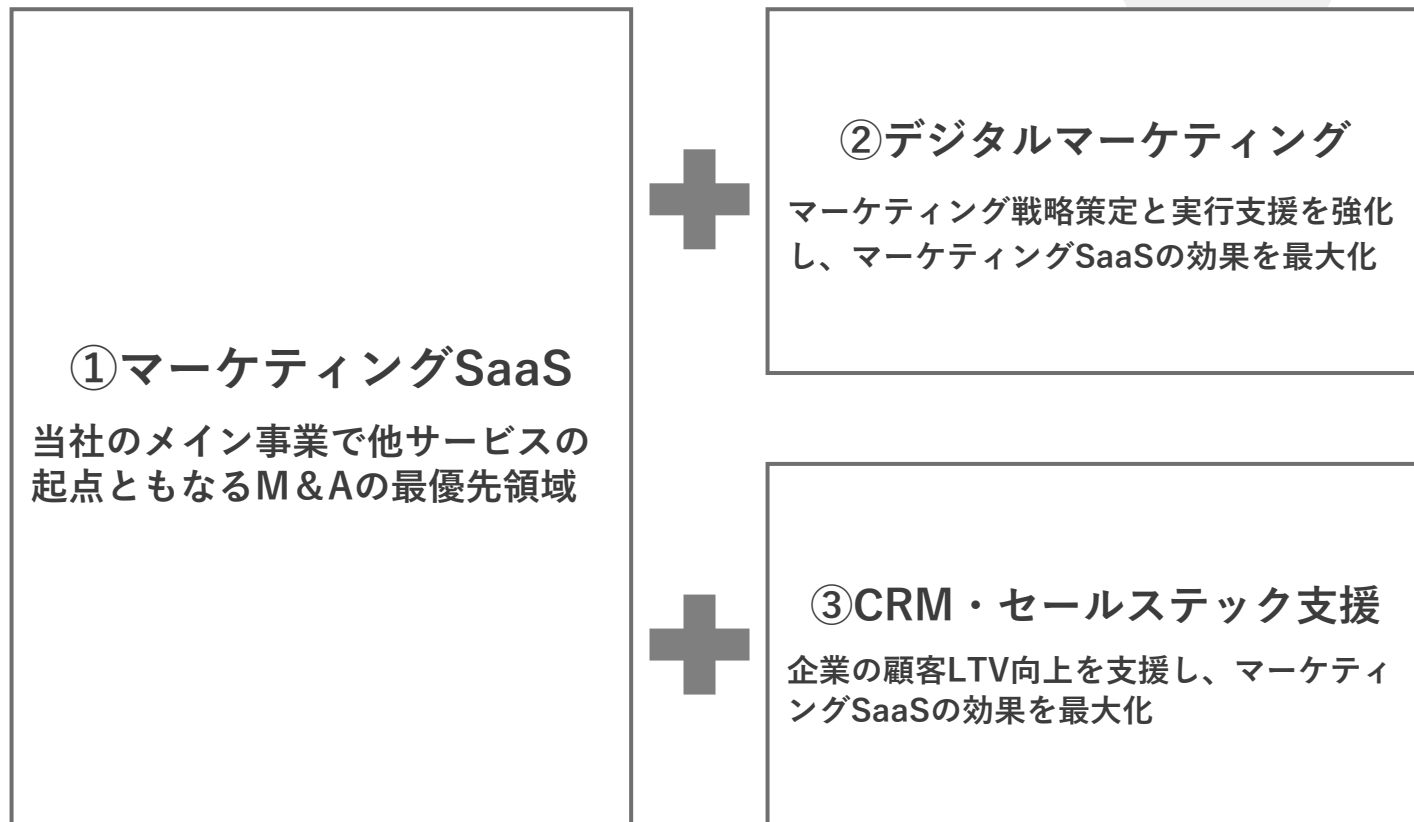 ①マーケティングSaaS
当社のメイン事業で他サービスの
起点ともなるM＆Aの最優先領域
②デジタルマーケティング
マーケティング戦略策定と実行支援を強化
し、マーケティングSaaSの効果を最大化
③CRM・セールステック支援
企業の顧客LTV向上を支援し、マーケティ
ングSaaSの効果を最大化